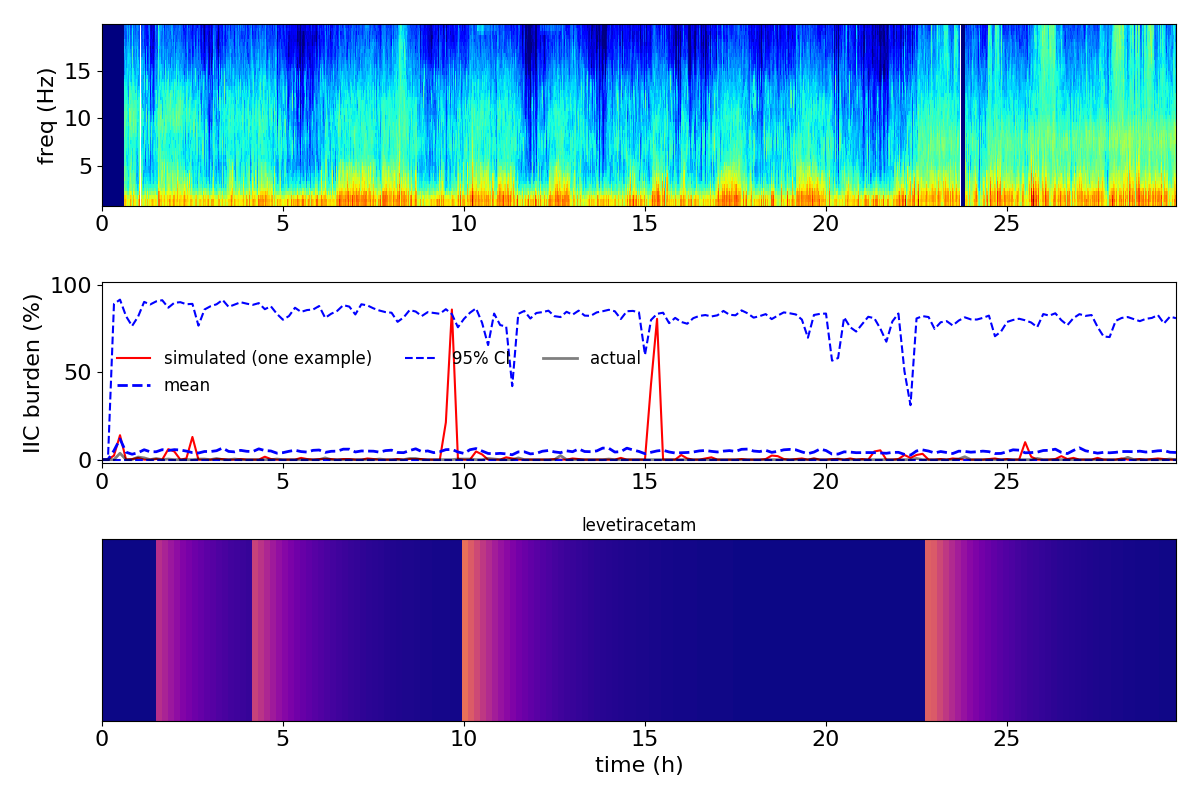 freq (Hz)
15
10
5
0 5 10 15 20 25
IIC burden (%)
100
50
0
simulated (one example) 95% CI actual
mean
0 5 10 15 20 25
levetiracetam
0 5 10 15 20 25
time (h)